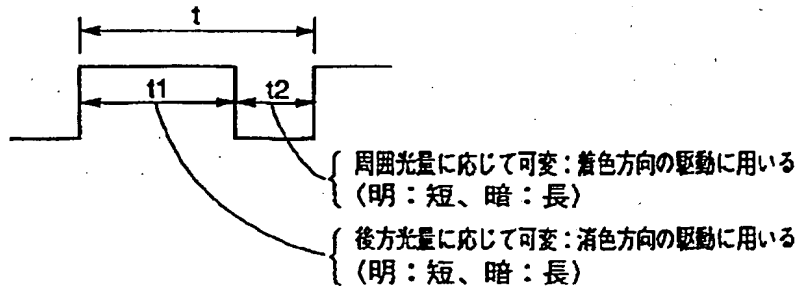 t
t1
t2
周囲光量に応じて可変：着色方向の駆動に用いる
（明：短、暗：長）
後方光量に応じて可変：消色方向の駆動に用いる
（明：短、暗：長）